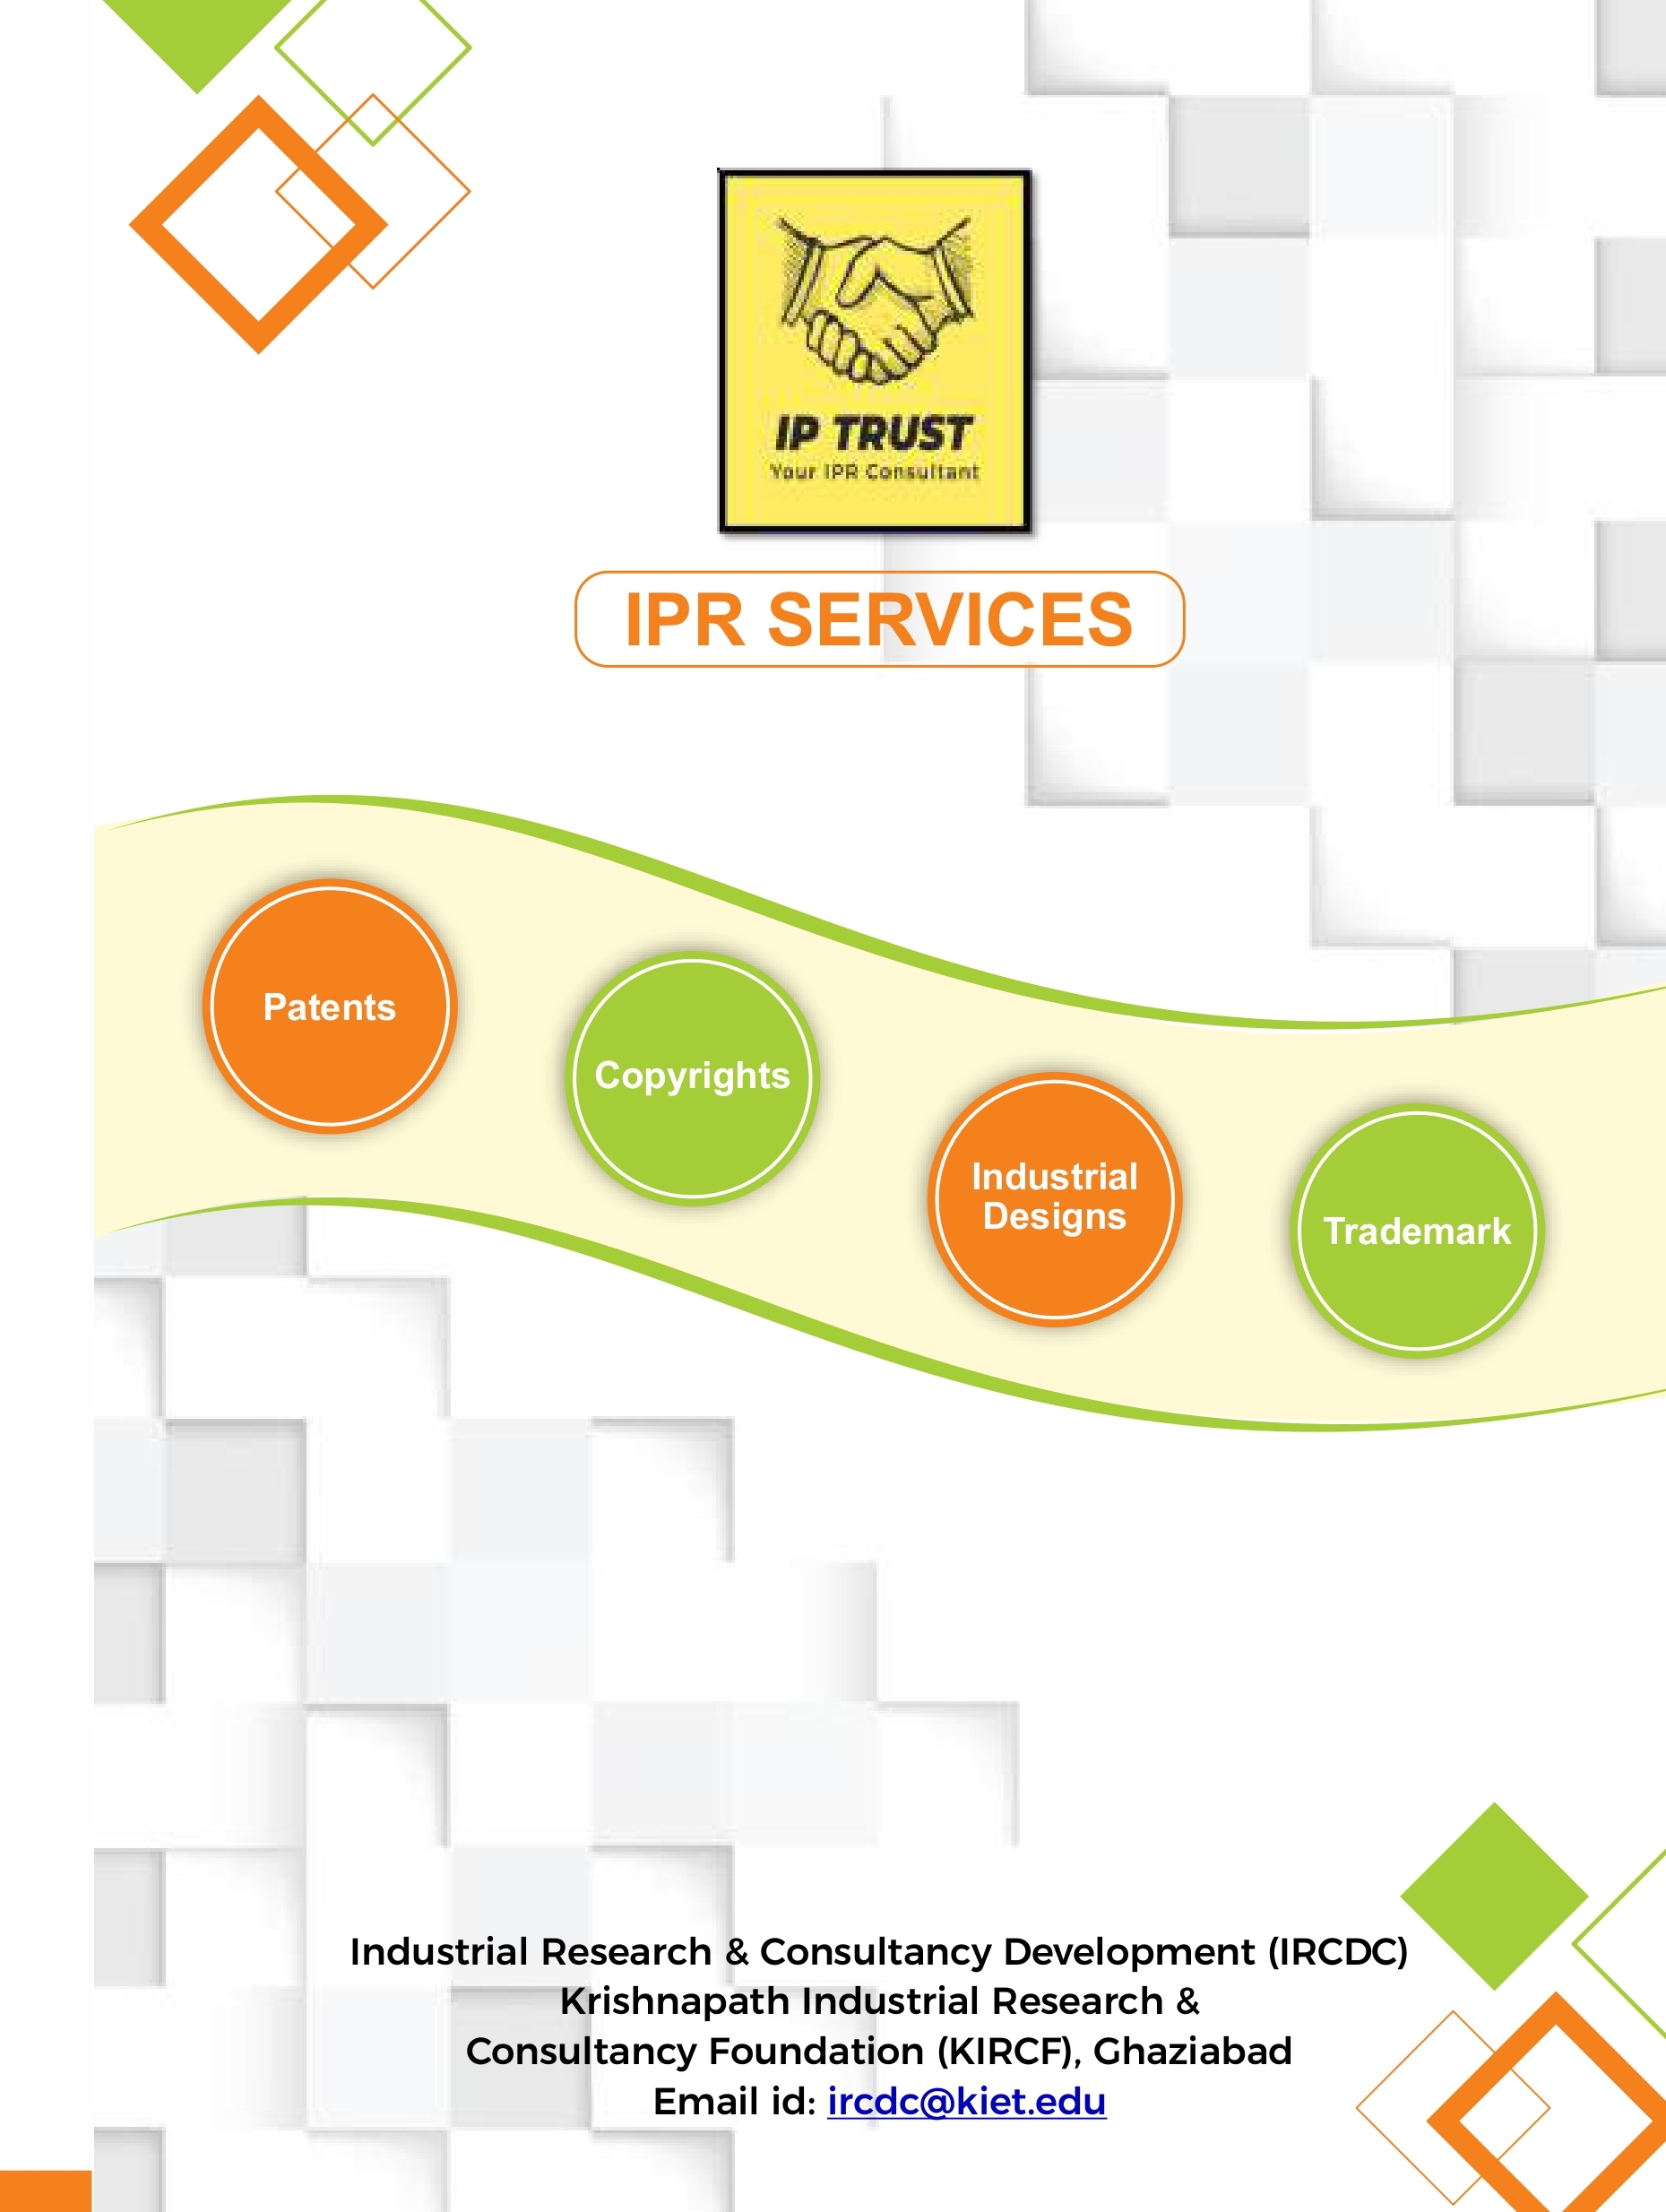 IP TRUST
Your IPR Consultant
IPR SERVICES
Patents
Copyrights
Industrial
Designs
Trademark
Industrial Research & Consultancy Development (IRCDC)
Krishnapath Industrial Research &
Consultancy Foundation (KIRCF), Ghaziabad
Email id: ircdc@kiet.edu